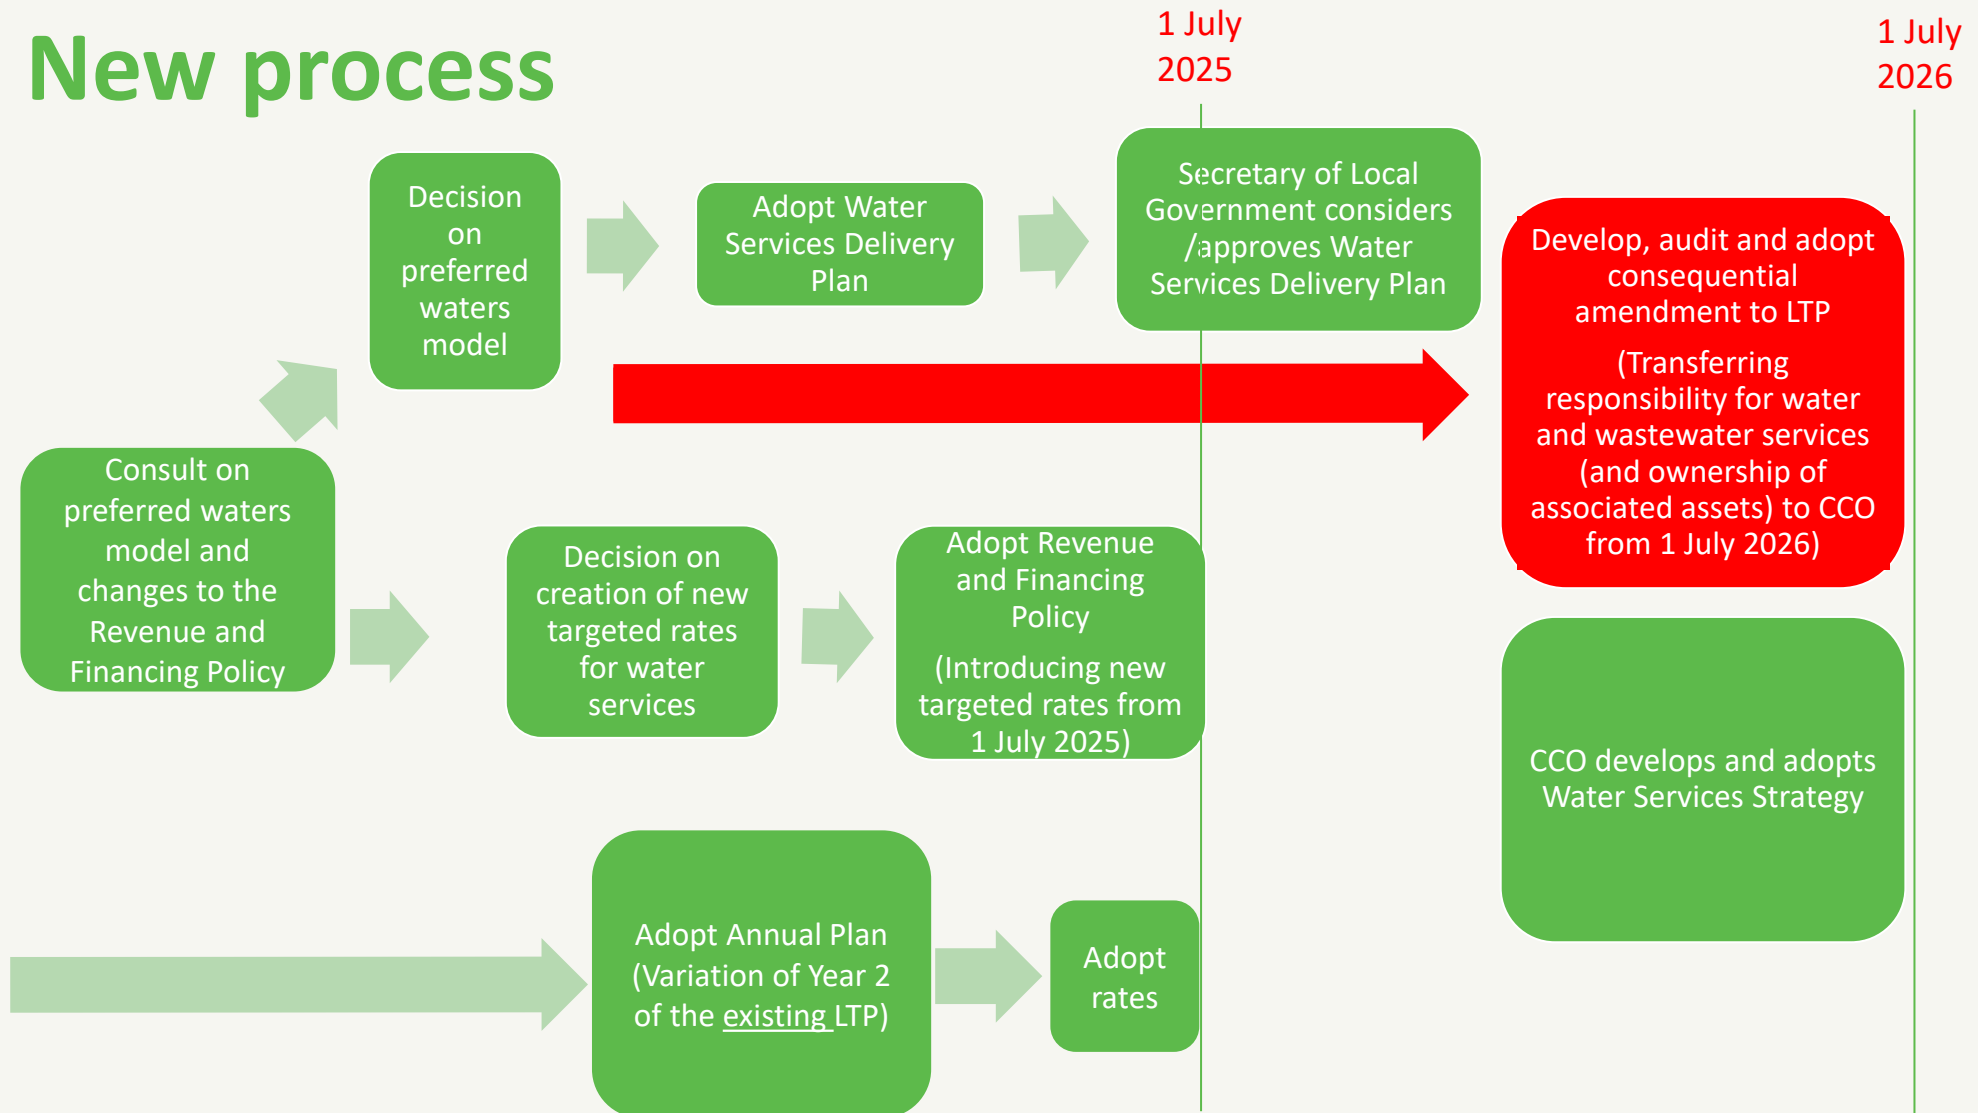 New process
1 July
2025
1 July
2026
Decision
on
preferred
waters
model
Adopt Water
Services Delivery
Plan
Secretary of Local
Government considers
/approves Water
Services Delivery Plan
Develop, audit and adopt
consequential
amendment to LTP
(Transferring
responsibility for water
and wastewater services
(and ownership of
associated assets) to CCO
from 1 July 2026)
Consult on
preferred waters
model and
changes to the
Revenue and
Financing Policy
Decision on
creation of new
targeted rates
for water
services
Adopt Revenue
and Financing
Policy
(Introducing new
targeted rates from
1 July 2025)
CCO develops and adopts
Water Services Strategy
Adopt Annual Plan
(Variation of Year 2
of the existing LTP)
Adopt
rates